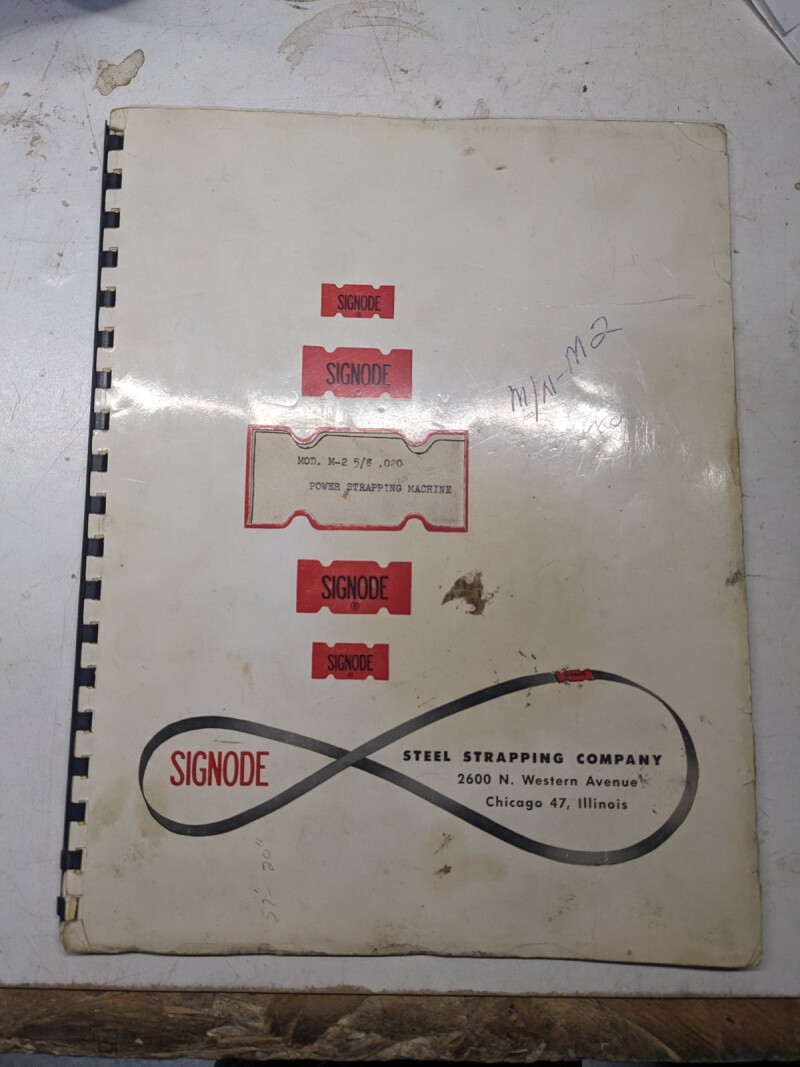 SIGNODE
SIGNODE
MOD. M-2 5/8 .020
POWER STRAPPING MACHINE
M/N-M2
SIGNODE
®
SIGNODE
SIGNODE
STEEL STRAPPING COMPANY
2600 N. Western Avenue
Chicago 47, Illinois